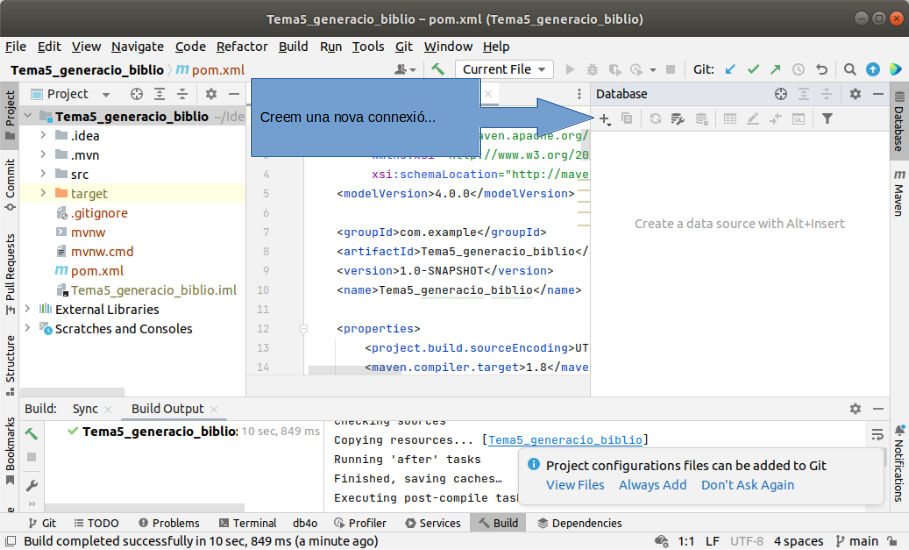 Tema5_generacio_biblio – pom.xml (Tema5_generacio_biblio)
File Edit View Navigate Code Refactor Build Run Tools Git Window Help
Tema5_generacio_biblio pom.xml Current File Git:
Project
Creem una nova connexió...
Database
Project
Commit
Pull Requests
Structure
Bookmarks
Tema5_generacio_biblio ~/Ide
.idea
.mvn
src
target
.gitignore
mvnw
mvnw.cmd
pom.xml
Tema5_generacio_biblio.iml
External Libraries
Scratches and Consoles
maven.apache.org/
3 "http://www.w3.org/20
4 xsi:schemaLocation="http://mave
5 <modelVersion>4.0.0</modelVersion>
6
7 <groupId>com.example</groupId>
8 <artifactId>Tema5_generacio_biblio</
9 <version>1.0-SNAPSHOT</version>
10 <name>Tema5_generacio_biblio</name>
11
12 <properties>
13 <project.build.sourceEncoding>UT
14 <maven.compiler.target>1.8</mave
Create a data source with Alt+Insert
Database
Maven
Notifications
Build: Sync Build Output
Tema5_generacio_biblio: 10 sec, 849 ms
Checking sources
Copying resources... [Tema5_generacio_biblio]
Running 'after' tasks
Finished, saving caches…
Executing post-compile task
Project configurations files can be added to Git
View Files Always Add Don't Ask Again
Git TODO Problems Terminal db4o Profiler Services Build Dependencies
Build completed successfully in 10 sec, 849 ms (a minute ago) 1:1 LF UTF-8 4 spaces main